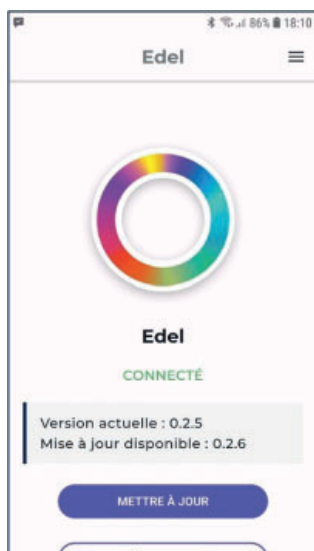 86% 18:10
Edel
Edel
CONNECTÉ
Version actuelle : 0.2.5
Mise à jour disponible : 0.2.6
METTRE À JOUR